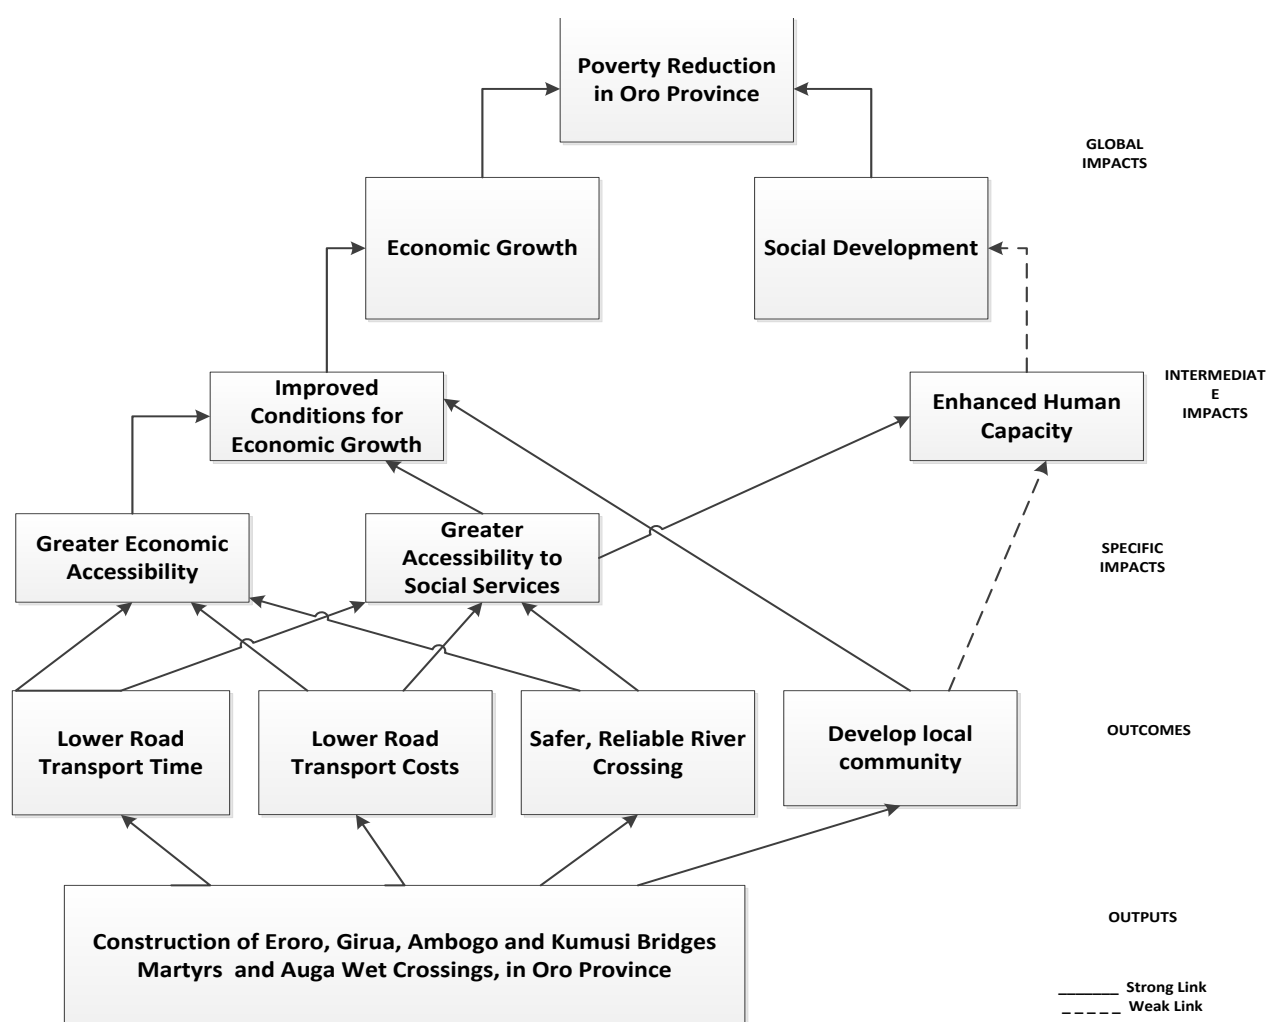 Poverty Reduction
in Oro Province
GLOBAL
IMPACTS
Economic Growth
Social Development
Improved
Conditions for
Economic Growth
Enhanced Human
Capacity
INTERMEDIAT
E
IMPACTS
Greater Economic
Accessibility
Greater
Accessibility to
Social Services
SPECIFIC
IMPACTS
Lower Road
Transport Time
Lower Road
Transport Costs
Safer, Reliable River
Crossing
Develop local
community
OUTCOMES
Construction of Eroro, Girua, Ambogo and Kumusi Bridges
Martyrs and Auga Wet Crossings, in Oro Province
OUTPUTS
_______ Strong Link
_ _ _ _ _ Weak Link